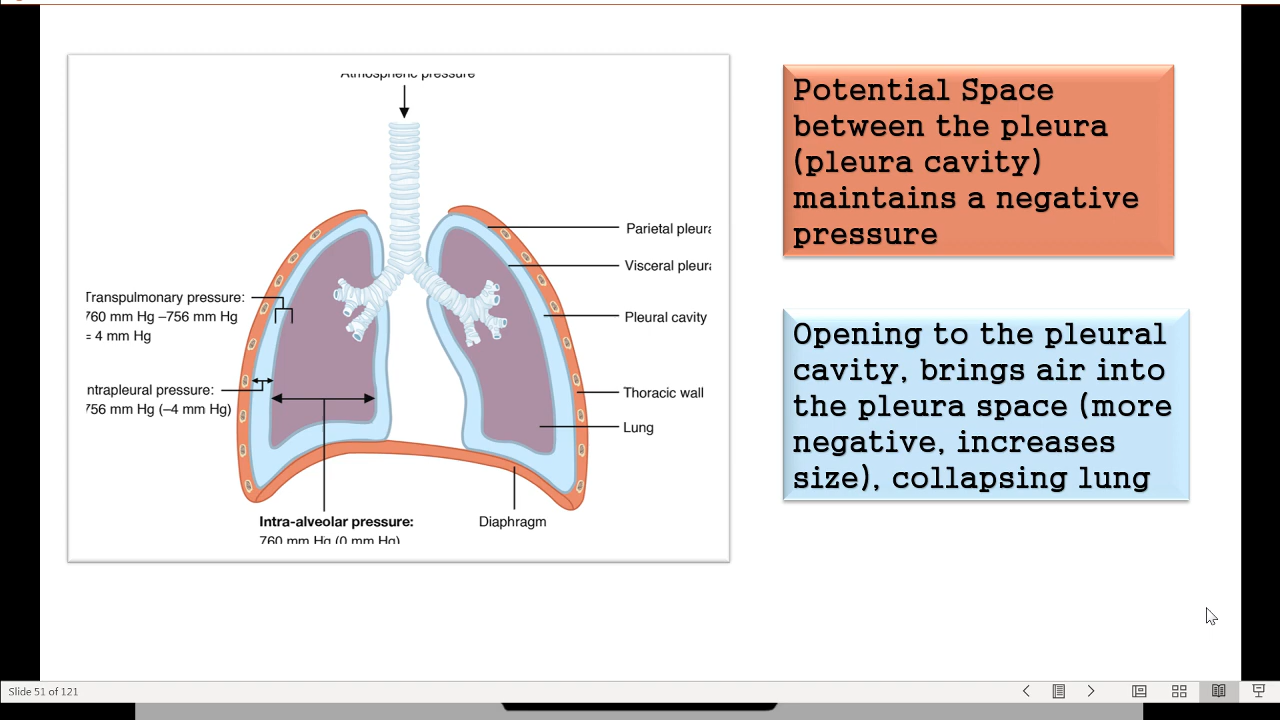 Atmospheric pressure
Potential Space
between the pleura
(pleura cavity)
maintains a negative
pressure
Parietal pleura
Visceral pleura
Transpulmonary pressure:
760 mm Hg –756 mm Hg
= 4 mm Hg
Pleural cavity
ntrapleural pressure:
756 mm Hg (–4 mm Hg)
Thoracic wall
Lung
Intra-alveolar pressure:
760 mm Hg (0 mm Hg)
Diaphragm
Opening to the pleural
cavity, brings air into
the pleura space (more
negative, increases
size), collapsing lung
Slide 51 of 121